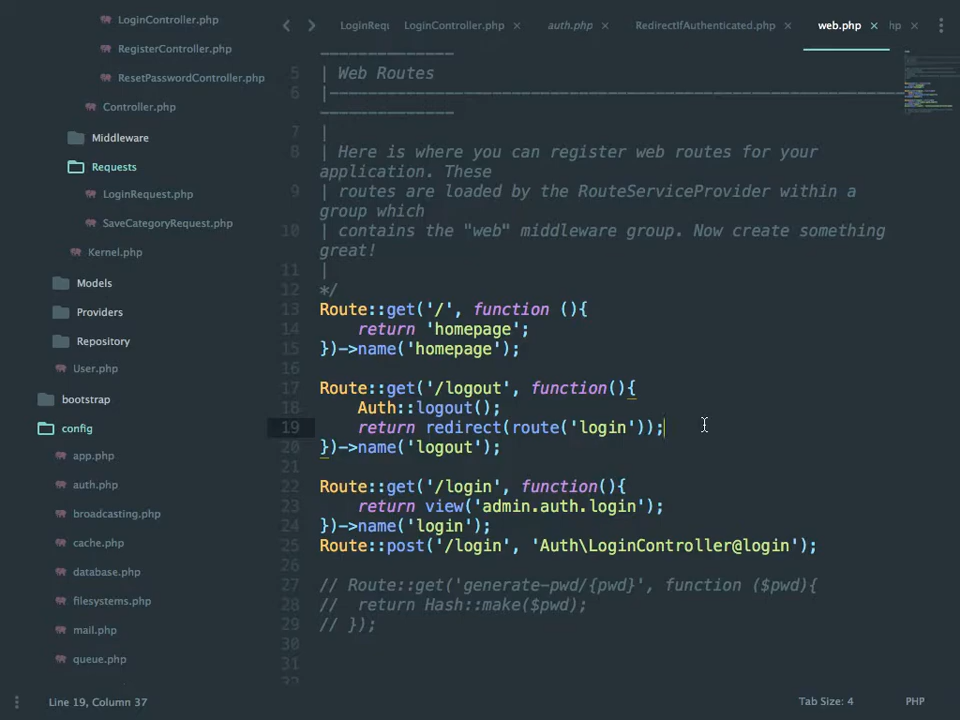 LoginController.php
RegisterController.php
ResetPasswordController.php
Controller.php
Middleware
Requests
LoginRequest.php
SaveCategoryRequest.php
Kernel.php
Models
Providers
Repository
User.php
bootstrap
config
app.php
auth.php
broadcasting.php
cache.php
database.php
filesystems.php
mail.php
queue.php
LoginRequ LoginController.php × auth.php × RedirectIfAuthenticated.php × web.php × hp ×
5 | Web Routes
6 |--------------------------------------------------------------------------
7 |
8 | Here is where you can register web routes for your
application. These
9 | routes are loaded by the RouteServiceProvider within a
group which
10 | contains the "web" middleware group. Now create something
great!
11 |
12 */
13 Route::get('/', function (){
14 return 'homepage';
15 })->name('homepage');
16
17 Route::get('/logout', function(){
18 Auth::logout();
19 return redirect(route('login'));
20 })->name('logout');
21
22 Route::get('/login', function(){
23 return view('admin.auth.login');
24 })->name('login');
25 Route::post('/login', 'Auth\LoginController@login');
26
27 // Route::get('generate-pwd/{pwd}', function ($pwd){
28 // return Hash::make($pwd);
29 // });
30
31
32
Line 19, Column 37 Tab Size: 4 PHP